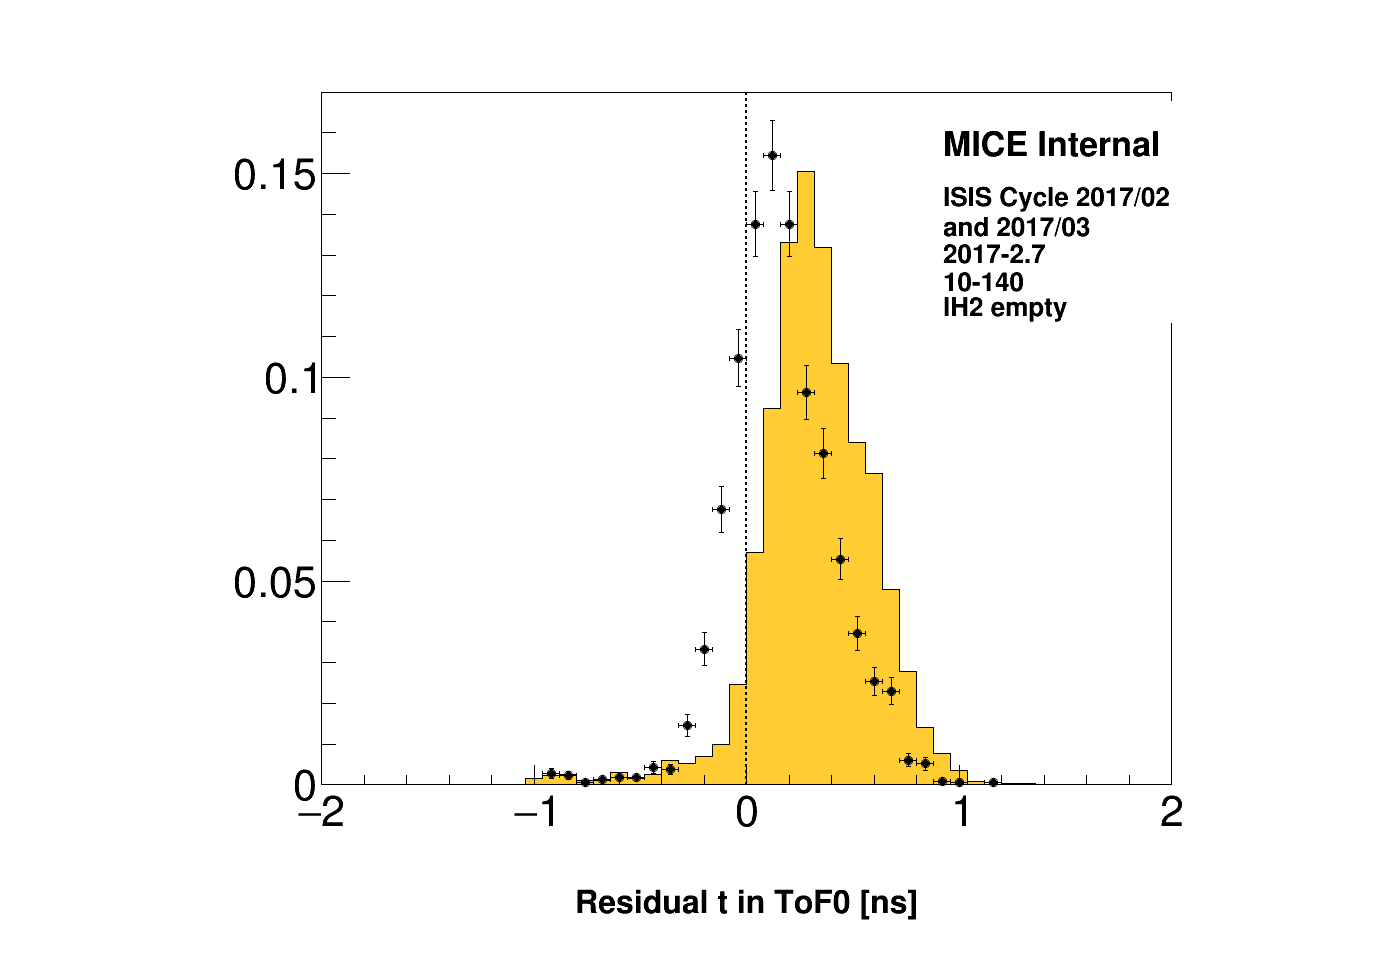 MICE Internal
0.15
ISIS Cycle 2017/02
and 2017/03
2017-2.7
10-140
IH2 empty
0.1
0.05
0
−2
−1
0
1
2
Residual t in ToF0 [ns]